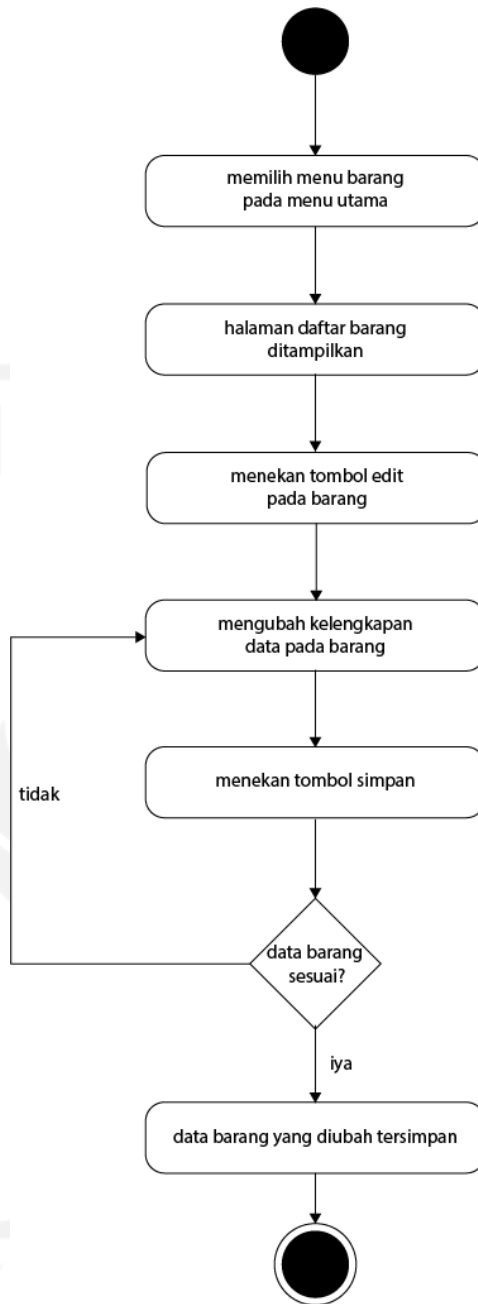 memilih menu barang
pada menu utama
halaman daftar barang
ditampilkan
menekan tombol edit
pada barang
mengubah kelengkapan
data pada barang
menekan tombol simpan
tidak
data barang
sesuai?
iya
data barang yang diubah tersimpan